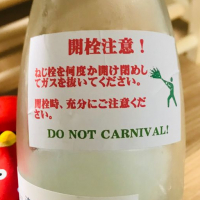 開栓注意！
ねじ栓を何度か開け閉めし
てガスを抜いてください。
開栓時、充分にご注意くだ
さい。
DO NOT CARNIVAL!